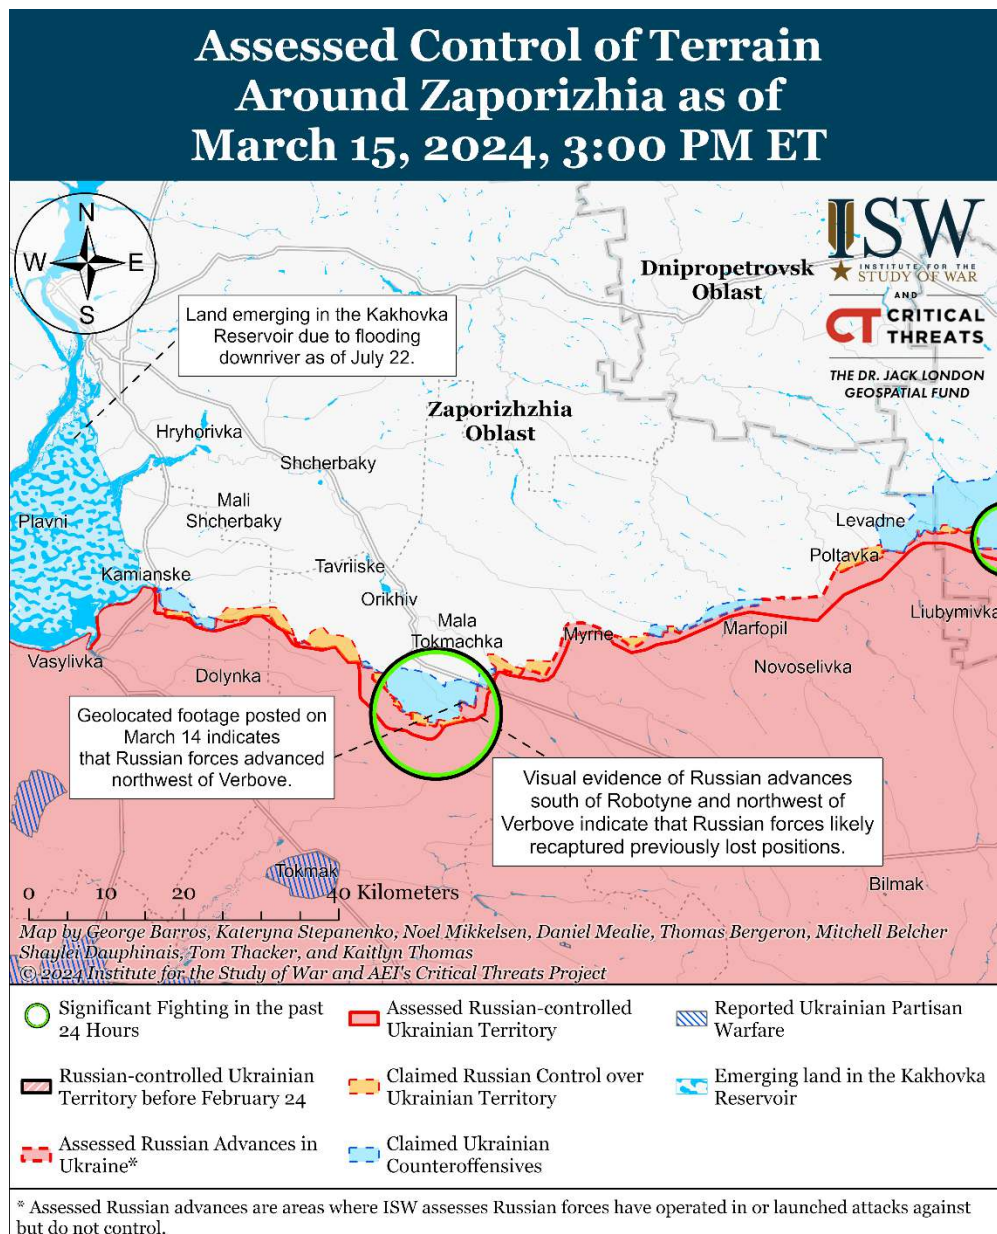 Assessed Control of Terrain
Around Zaporizhia as of
March 15, 2024, 3:00 PM ET
N
W
E
S
ISW
INSTITUTE FOR THE
STUDY OF WAR
AND
CT CRITICAL
THREATS
THE DR. JACK LONDON
GEOSPATIAL FUND
Dnipropetrovsk
Oblast
Land emerging in the Kakhovka
Reservoir due to flooding
downriver as of July 22.
Zaporizhzhia
Oblast
Hryhorivka
Shcherbaky
Mali
Shcherbaky
Plavni
Levadne
Poltavka
Kamianske
Tavriiske
Orikhiv
Mala
Tokmachka
Myrne
Marfopil
Liubymivka
Vasylivka
Dolynka
Novoselivka
Geolocated footage posted on
March 14 indicates
that Russian forces advanced
northwest of Verbove.
Visual evidence of Russian advances
south of Robotyne and northwest of
Verbove indicate that Russian forces likely
recaptured previously lost positions.
Tokmak
Bilmak
0 10 20 40 Kilometers
Map by George Barros, Kateryna Stepanenko, Noel Mikkelsen, Daniel Mealie, Thomas Bergeron, Mitchell Belcher
Shaylei Dauphinais, Tom Thacker, and Kaitlyn Thomas
© 2024 Institute for the Study of War and AEI's Critical Threats Project
Significant Fighting in the past
24 Hours
Assessed Russian-controlled
Ukrainian Territory
Reported Ukrainian Partisan
Warfare
Russian-controlled Ukrainian
Territory before February 24
Claimed Russian Control over
Ukrainian Territory
Emerging land in the Kakhovka
Reservoir
Assessed Russian Advances in
Ukraine*
Claimed Ukrainian
Counteroffensives
* Assessed Russian advances are areas where ISW assesses Russian forces have operated in or launched attacks against
but do not control.